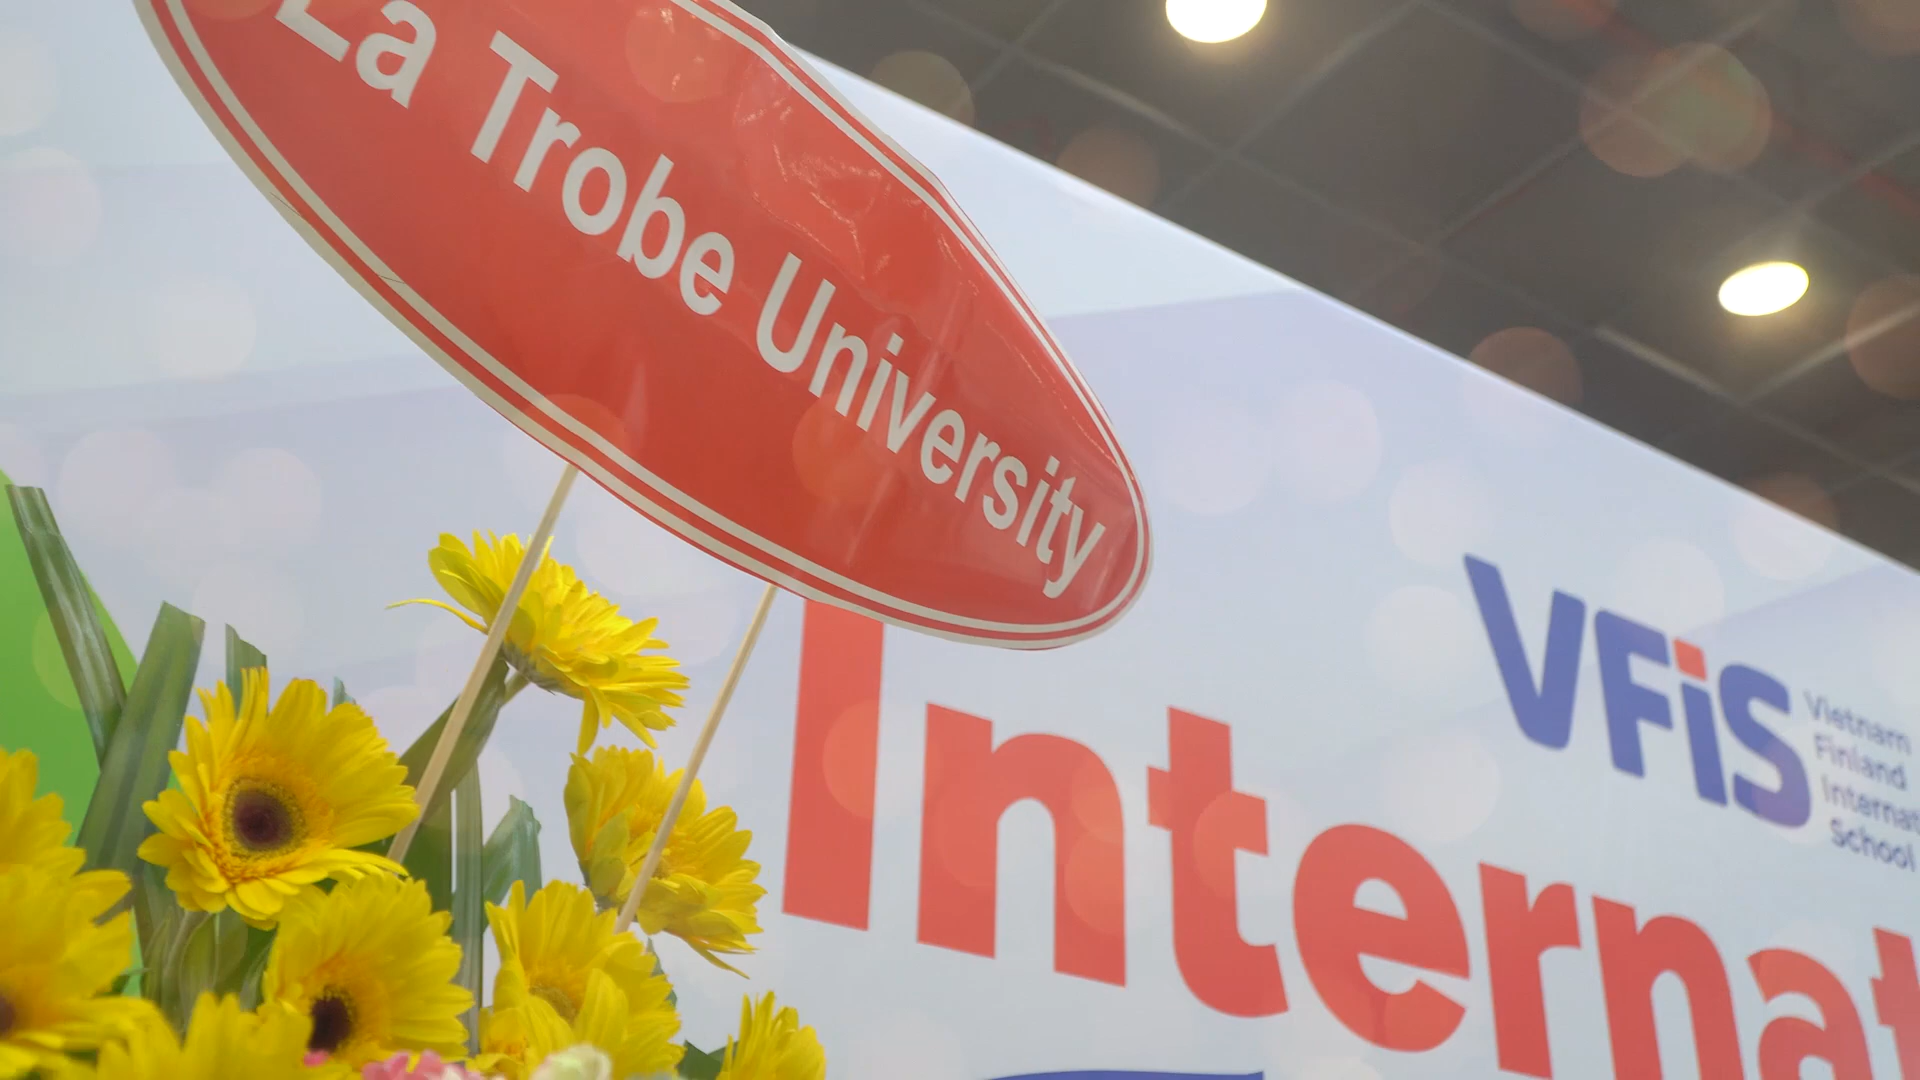 La Trobe University
VFiS
Vietnam
Finland
Internat
School
Internat